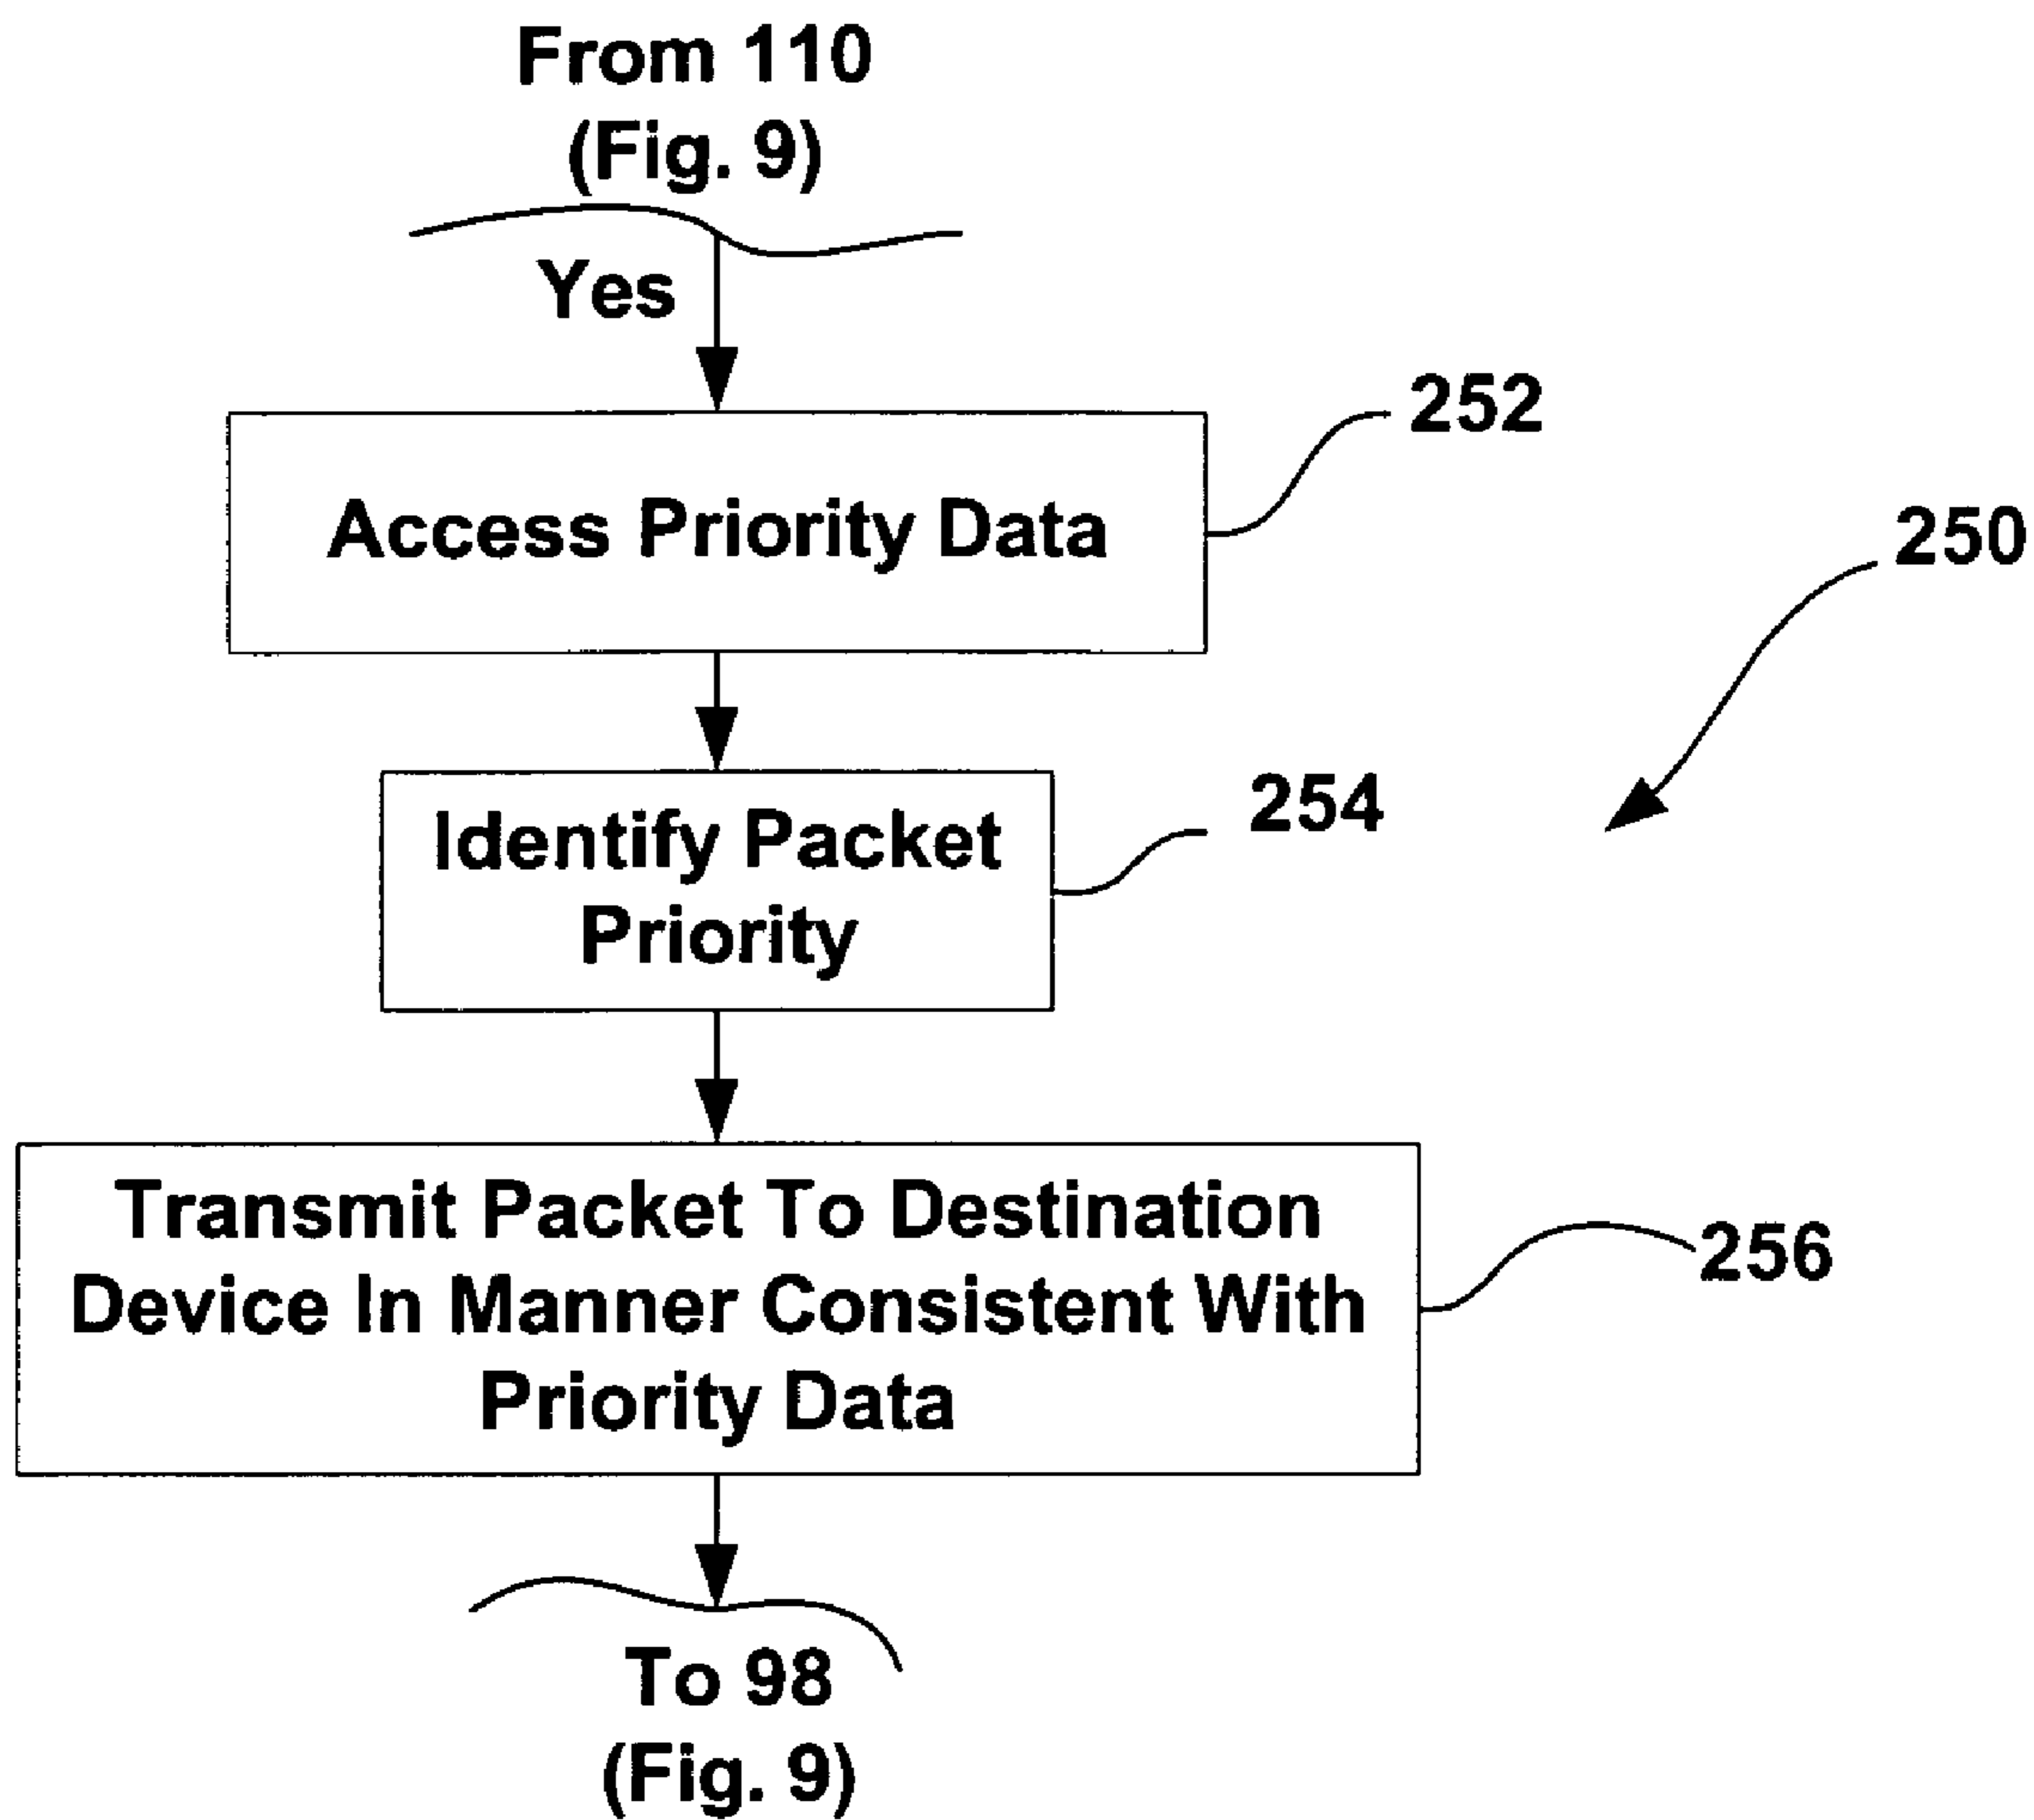 From 110
(Fig. 9)
Yes
252
Access Priority Data
250
254
Identify Packet
Priority
Transmit Packet To Destination
Device In Manner Consistent With
Priority Data
256
To 98
(Fig. 9)